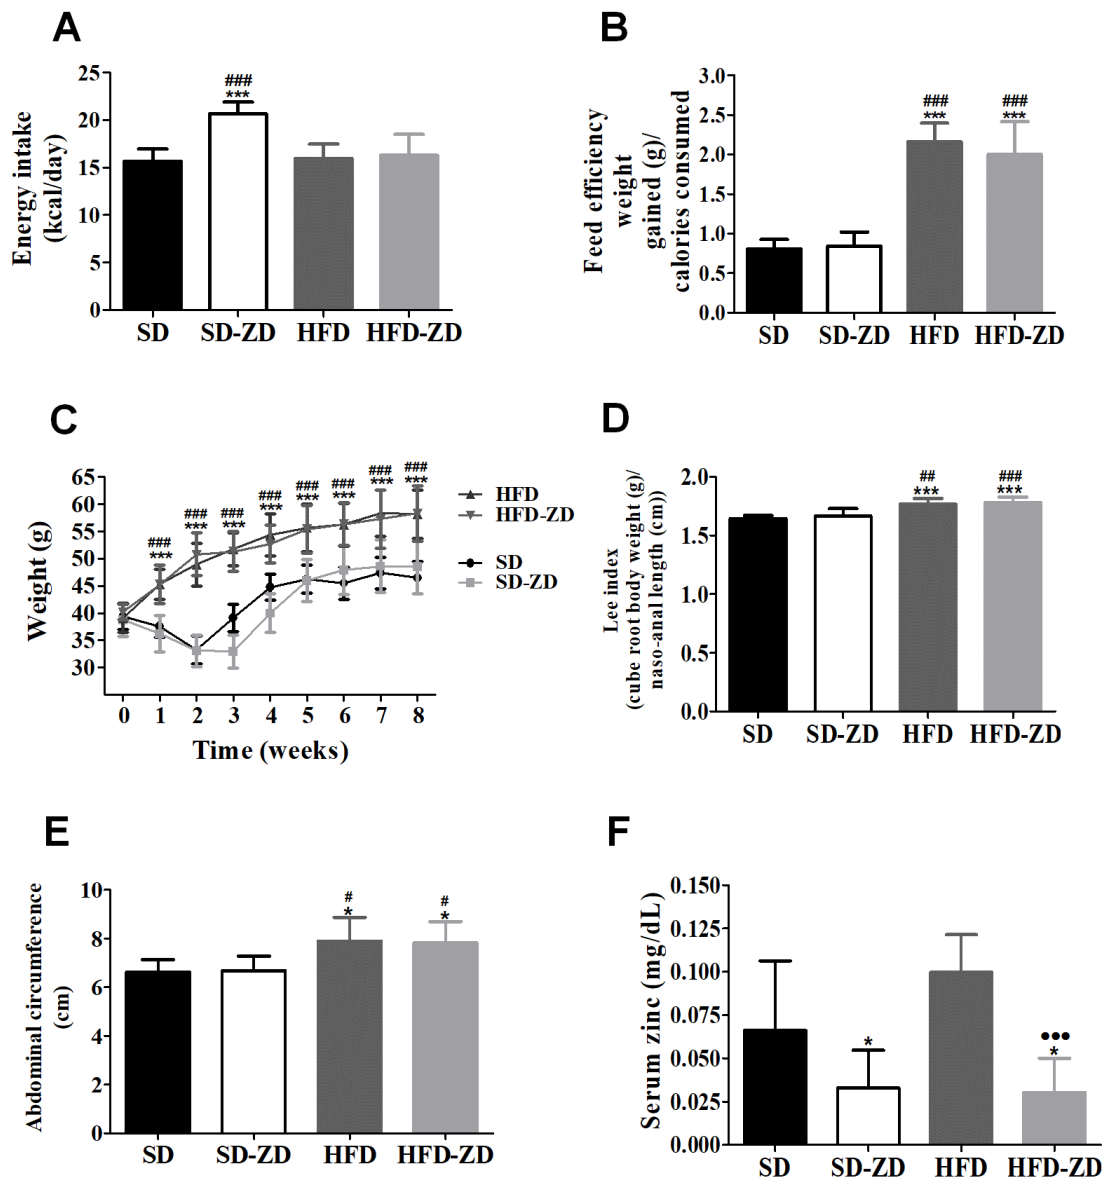 A
Energy intake
(kcal/day)
25
20
15
10
5
0
###
***
SD
SD-ZD
HFD
HFD-ZD
B
Feed efficiency
weight
gained (g)/
calories consumed
3.0
2.5
2.0
1.5
1.0
0.5
0.0
###
***
###
***
SD
SD-ZD
HFD
HFD-ZD
C
Weight (g)
65
60
55
50
45
40
35
30
###
***
###
***
###
***
###
***
###
***
###
***
###
***
###
***
HFD
HFD-ZD
SD
SD-ZD
0 1 2 3 4 5 6 7 8
Time (weeks)
D
Lee index
(cube root body weight (g)/
naso-anal length (cm))
2.0
1.5
1.0
0.5
0.0
##
***
###
***
SD
SD-ZD
HFD
HFD-ZD
E
Abdominal circumference
(cm)
10
8
6
4
2
0
#
*
#
*
SD
SD-ZD
HFD
HFD-ZD
F
Serum zinc (mg/dL)
0.150
0.125
0.100
0.075
0.050
0.025
0.000
*
•••
*
SD
SD-ZD
HFD
HFD-ZD